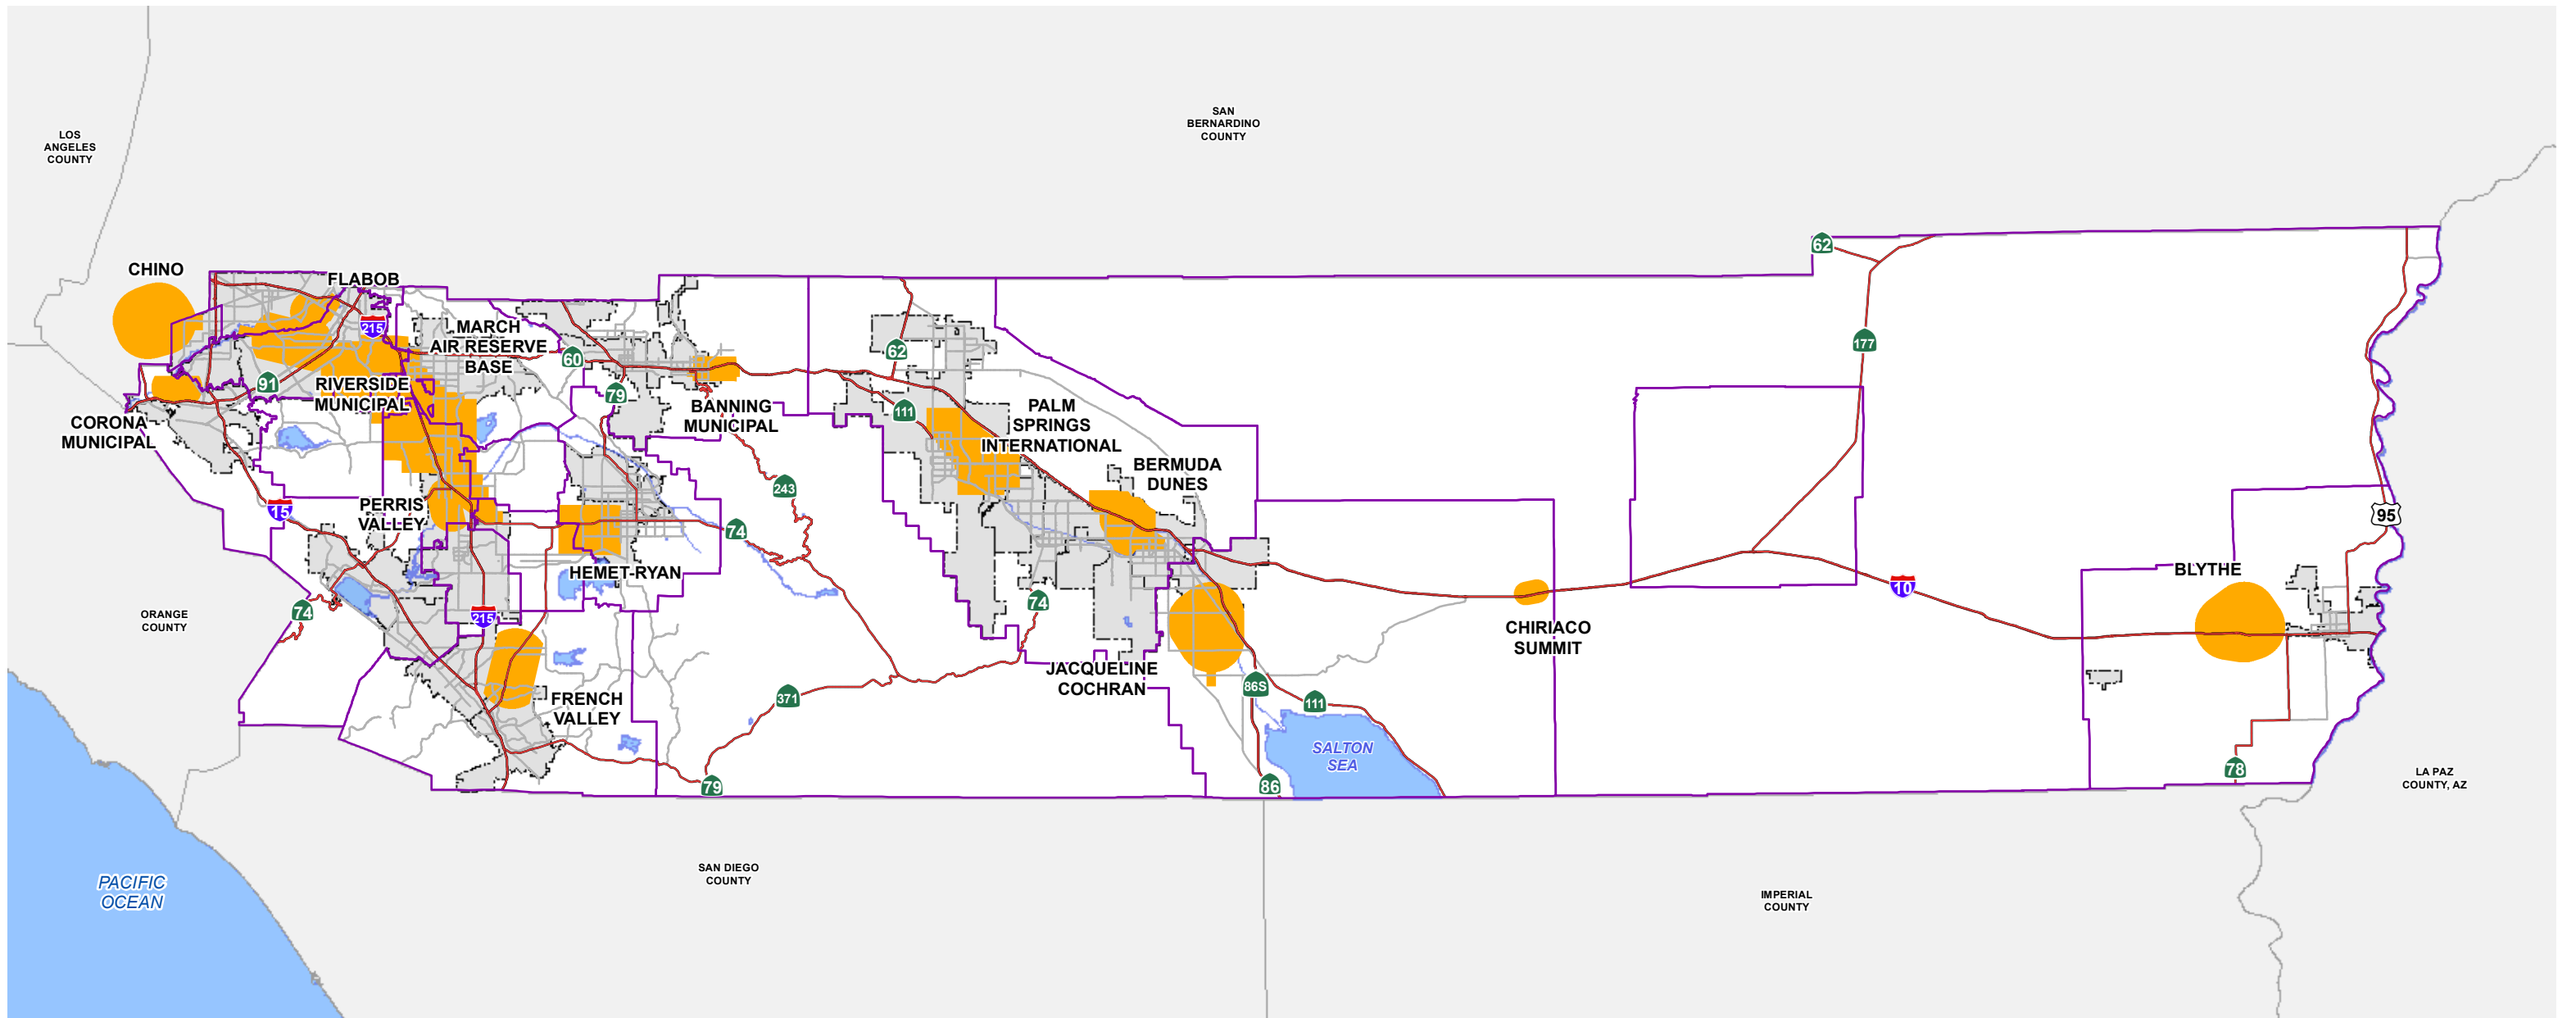 SAN
BERNARDINO
COUNTY
LOS
ANGELES
COUNTY
62
CHINO
FLABOB
215
MARCH
AIR RESERVE
BASE
60
62
177
91
RIVERSIDE
MUNICIPAL
79
BANNING
MUNICIPAL
111
PALM
SPRINGS
INTERNATIONAL
CORONA
MUNICIPAL
BERMUDA
DUNES
243
15
PERRIS
VALLEY
74
95
HEMET-RYAN
BLYTHE
10
74
74
215
ORANGE
COUNTY
CHIRIACO
SUMMIT
JACQUELINE
COCHRAN
86S
111
371
FRENCH
VALLEY
SALTON
SEA
79
86
78
LA PAZ
COUNTY, AZ
PACIFIC
OCEAN
SAN DIEGO
COUNTY
IMPERIAL
COUNTY